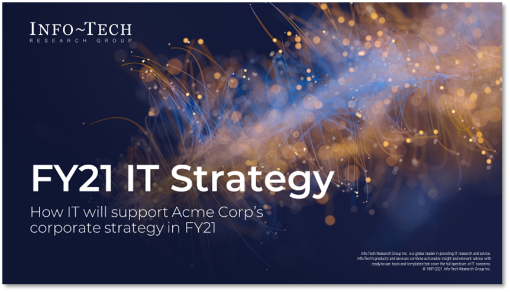 INFO~TECH
RESEARCH GROUP
FY21 IT Strategy
How IT will support Acme Corp's
corporate strategy in FY21
Info-Tech Research Group Inc. is a global leader in providing IT research and advice.
Info-Tech's products and services combine actionable insight and relevant advice with
ready-to-use tools and templates that cover the full spectrum of IT concerns.
© 1997-2021 Info-Tech Research Group Inc.